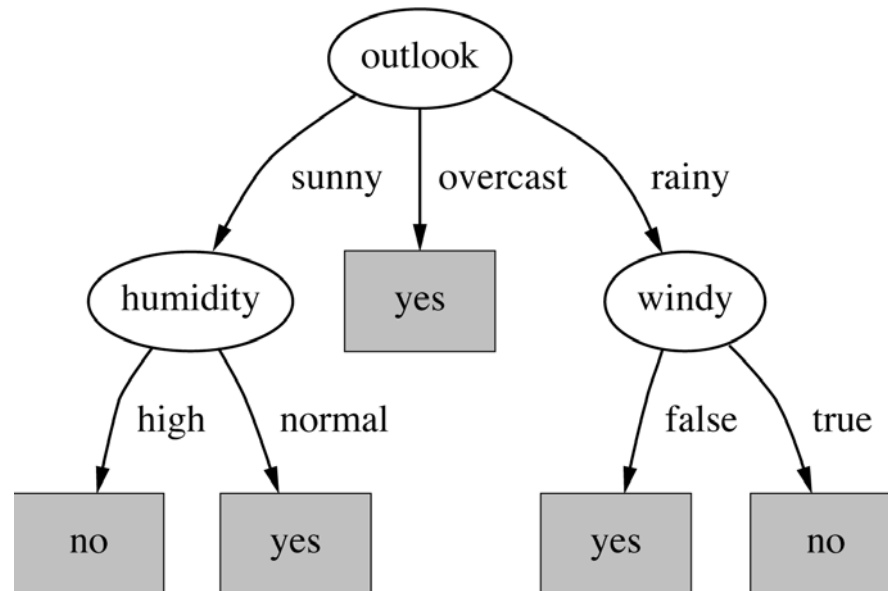 outlook
sunny overcast rainy
humidity yes windy
high normal false true
no yes yes no